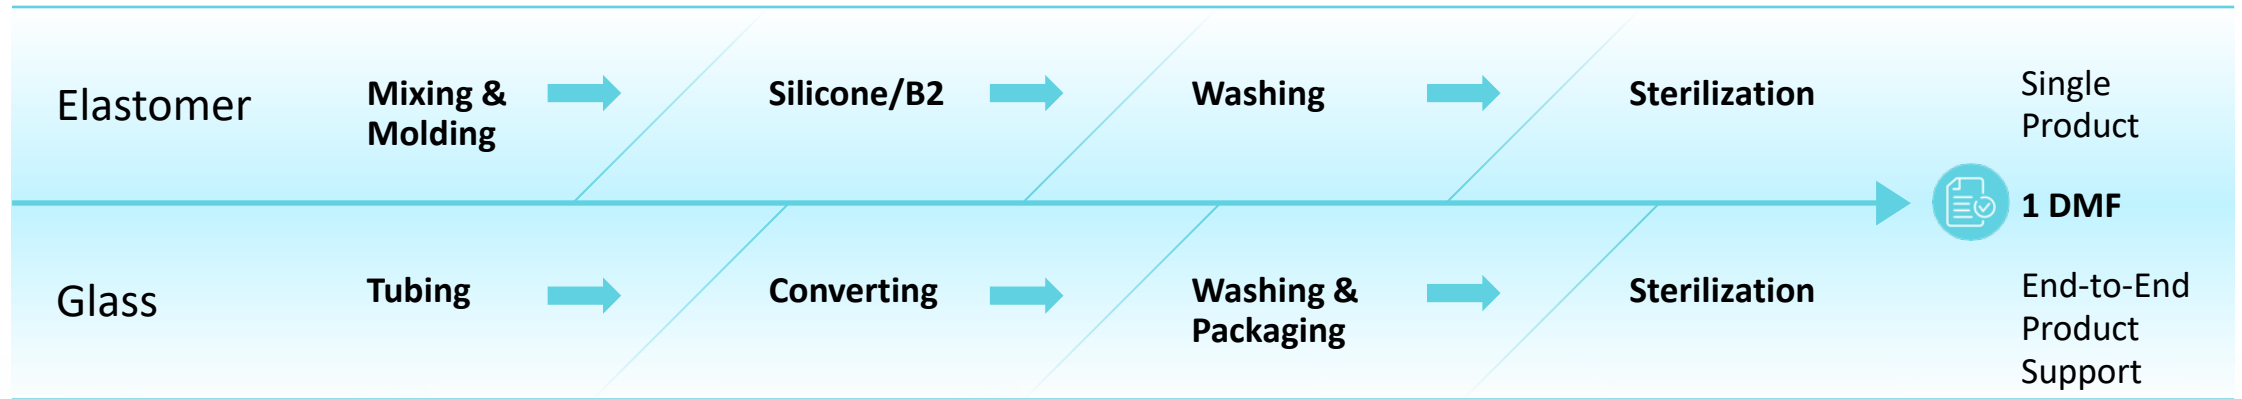 Elastomer
Mixing &
Molding
Silicone/B2
Washing
Sterilization
Single
Product
1 DMF
Glass
Tubing
Converting
Washing &
Packaging
Sterilization
End-to-End
Product
Support